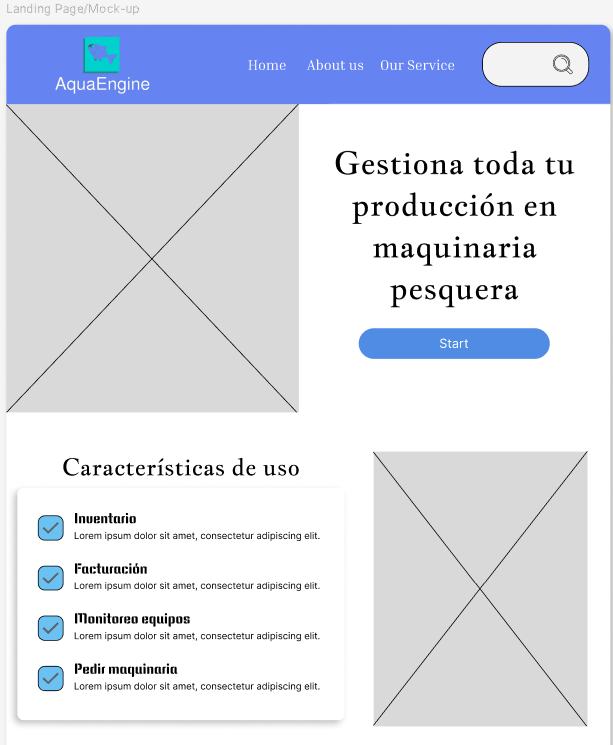 Landing Page/Mock-up
AquaEngine
Home About us Our Service
Gestiona toda tu
producción en
maquinaria
pesquera
Start
Características de uso
Inventario
Lorem ipsum dolor sit amet, consectetur adipiscing elit.
Facturación
Lorem ipsum dolor sit amet, consectetur adipiscing elit.
Monitoreo equipos
Lorem ipsum dolor sit amet, consectetur adipiscing elit.
Pedir maquinaria
Lorem ipsum dolor sit amet, consectetur adipiscing elit.